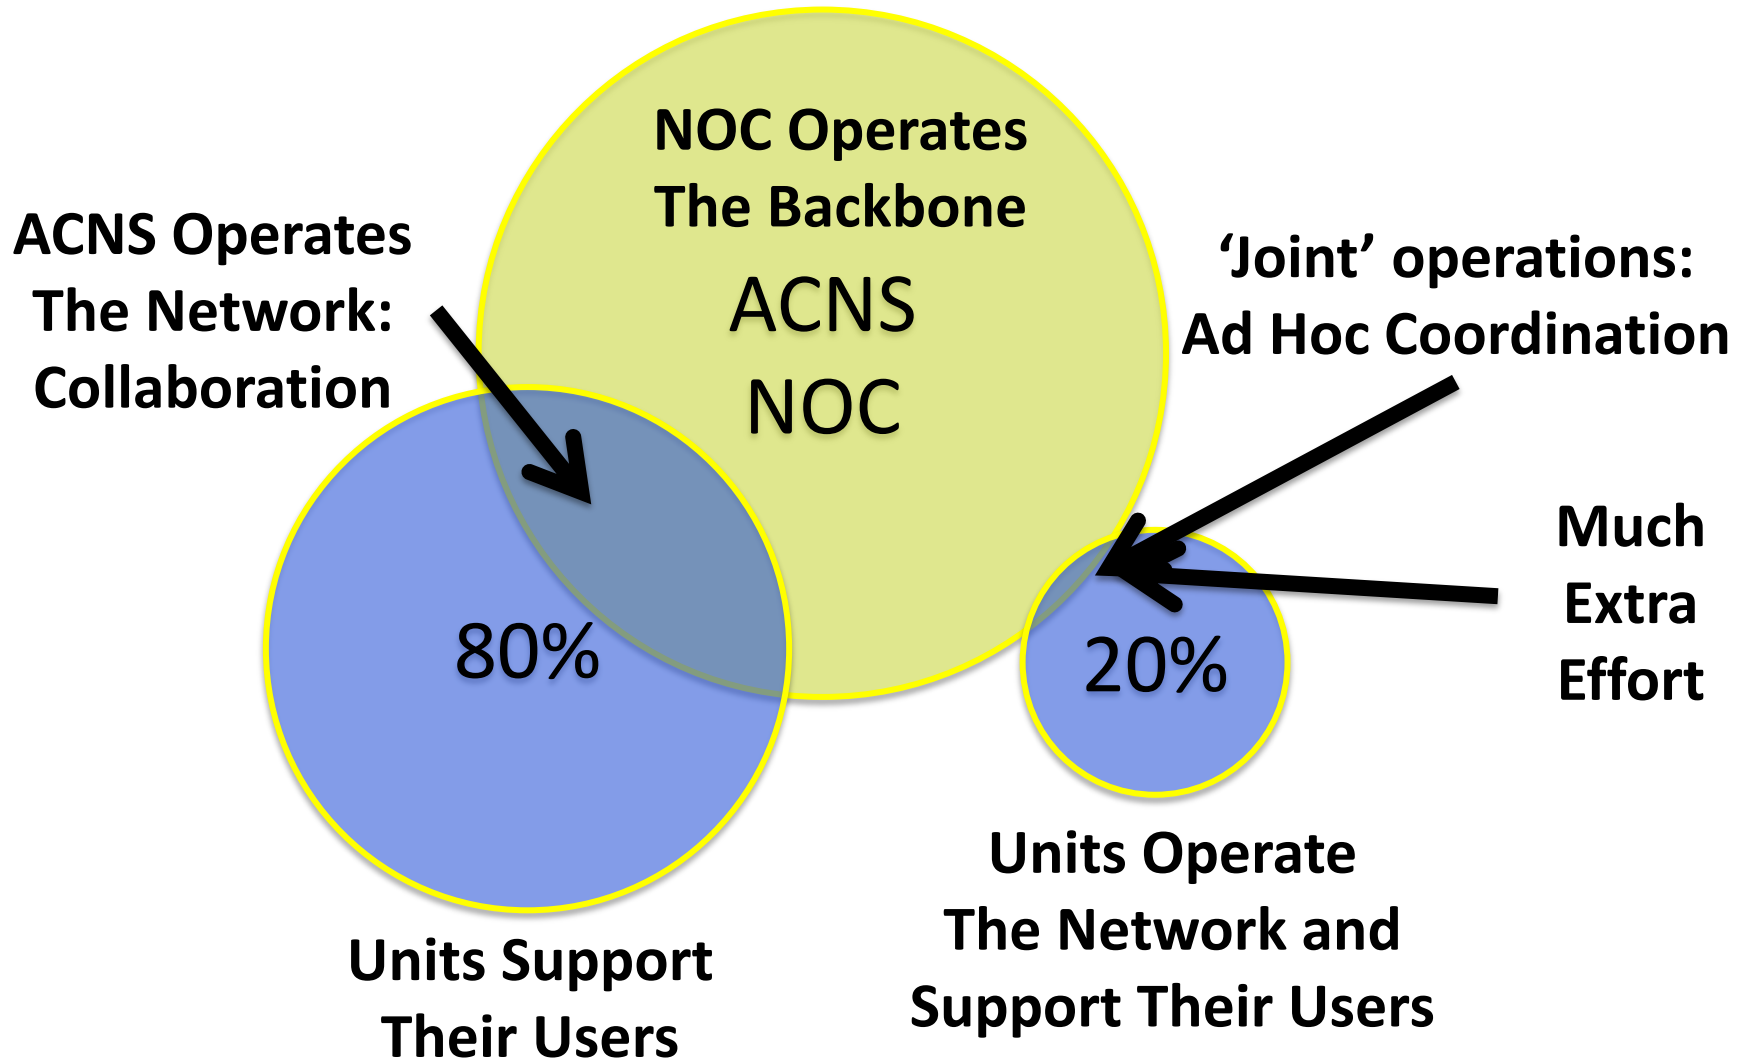 NOC Operates
The Backbone
ACNS
NOC
ACNS Operates
The Network:
Collaboration
‘Joint’ operations:
Ad Hoc Coordination
Much
Extra
Effort
80%
20%
Units Support
Their Users
Units Operate
The Network and
Support Their Users